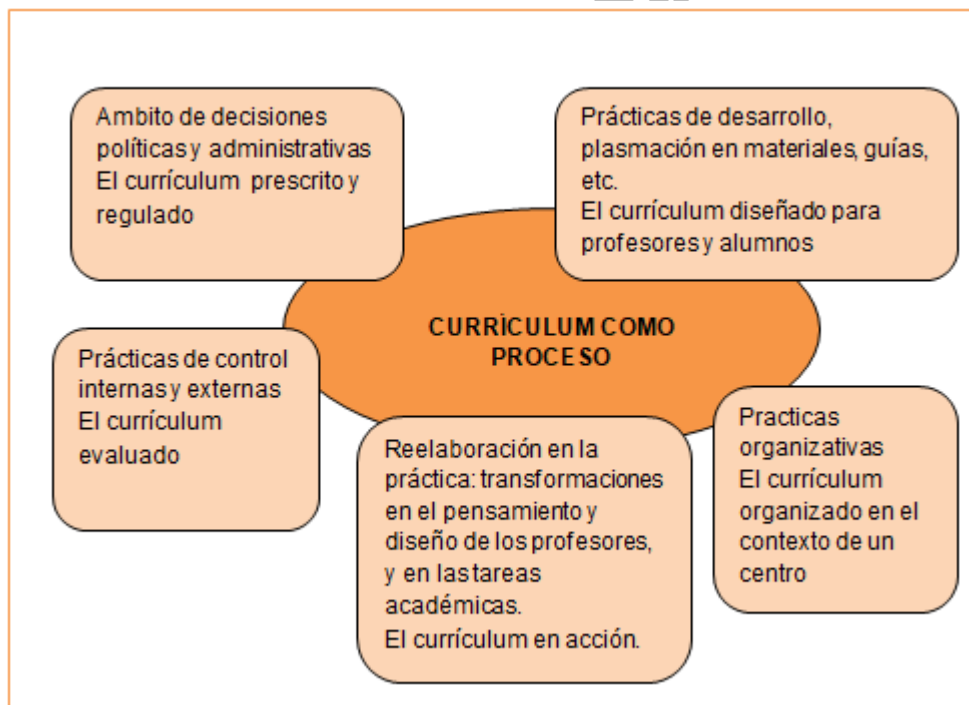 Ambito de decisiones
políticas y administrativas
El currículum prescrito y
regulado
Prácticas de desarrollo,
plasmación en materiales, guías,
etc.
El currículum diseñado para
profesores y alumnos
CURRÍCULUM COMO
PROCESO
Prácticas de control
internas y externas
El currículum
evaluado
Reelaboración en la
práctica: transformaciones
en el pensamiento y
diseño de los profesores,
y en las tareas
académicas.
El currículum en acción.
Practicas
organizativas
El currículum
organizado en el
contexto de un
centro